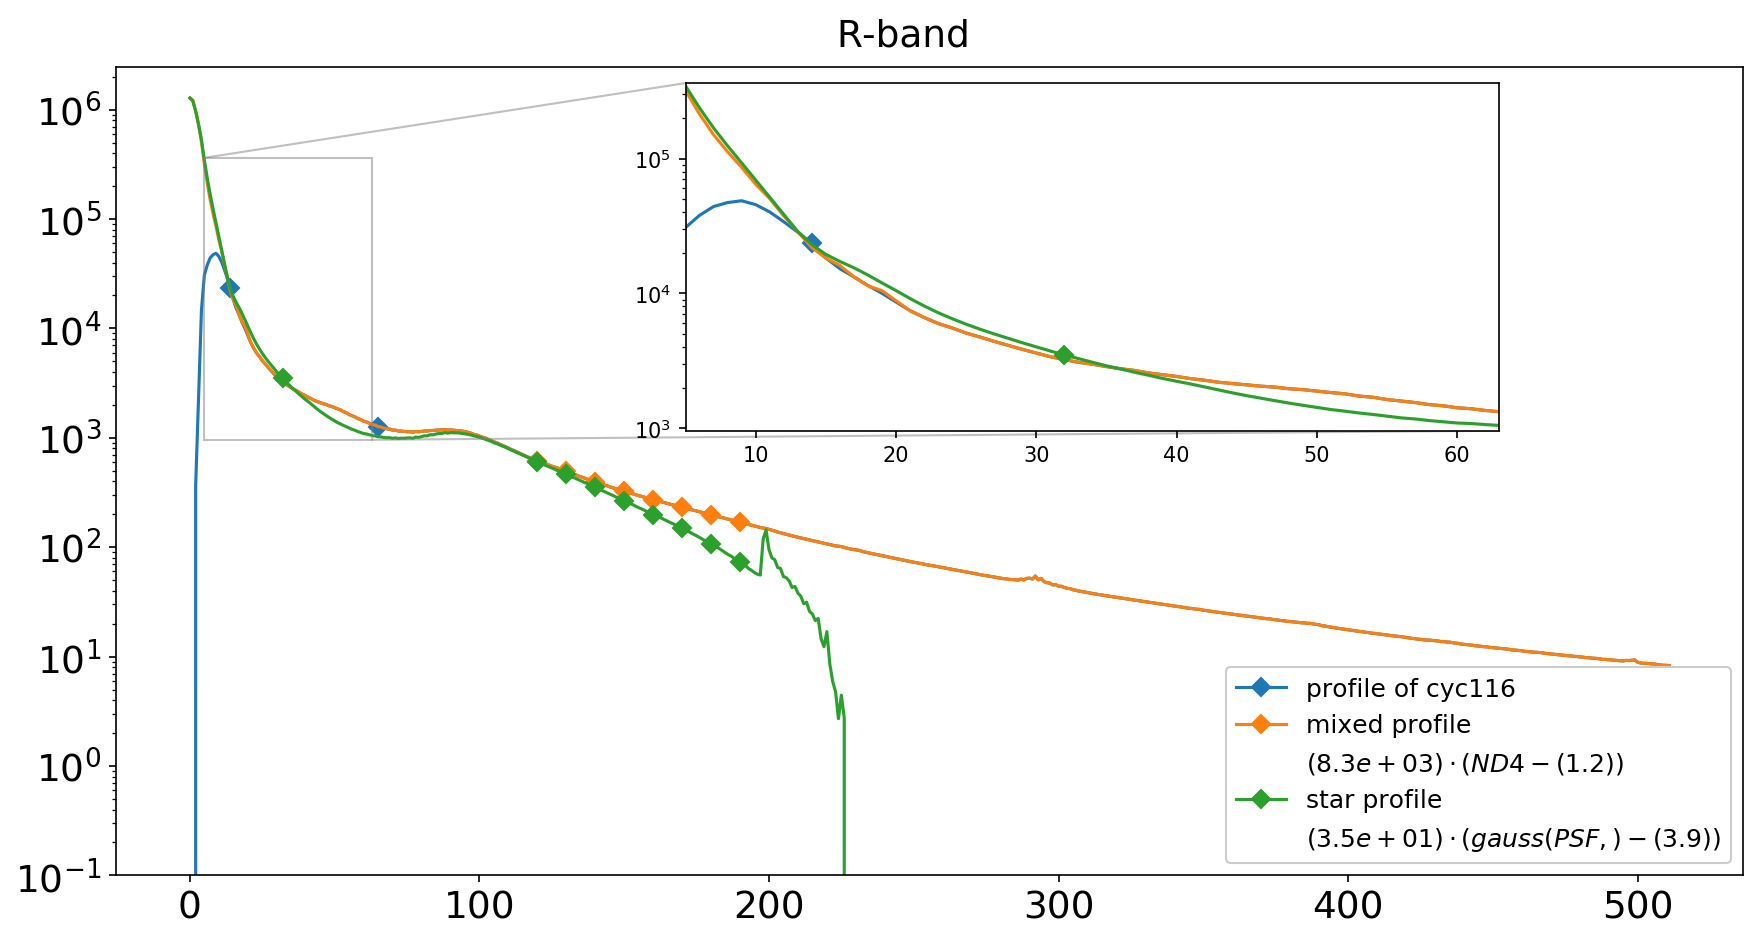 R-band
10^6
10^5
10^4
10^3
10^2
10^1
10^0
10^{-1}
0 100 200 300 400 500
10^5
10^4
10^3
10 20 30 40 50 60
profile of cyc116
mixed profile
(8.3e + 03) · (ND4 − (1.2))
star profile
(3.5e + 01) · (gauss(PSF, ) − (3.9))